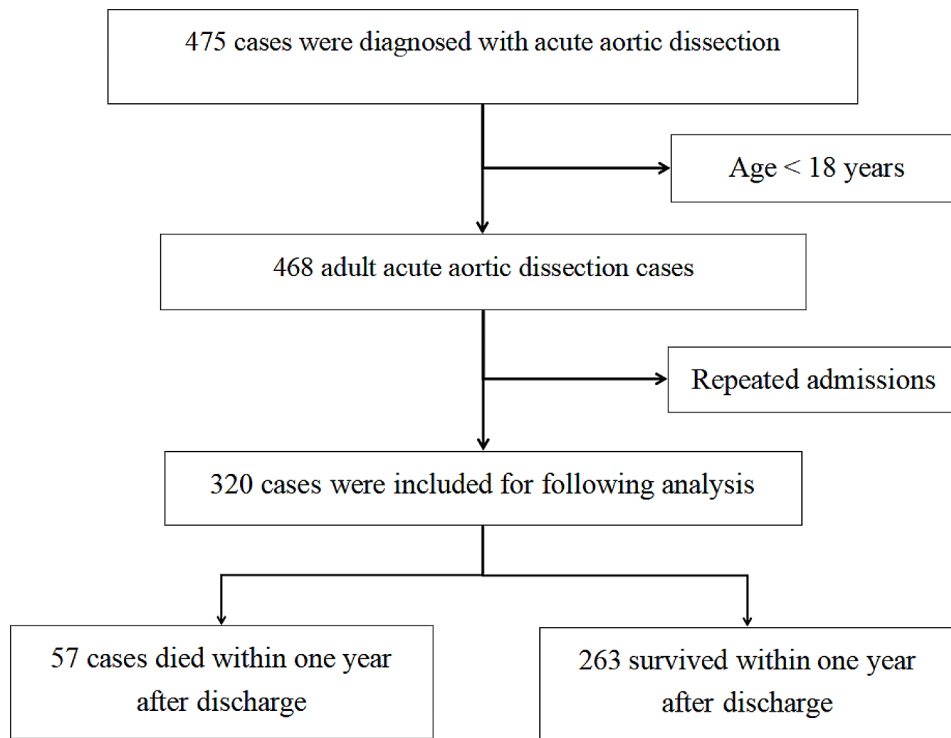 475 cases were diagnosed with acute aortic dissection
Age < 18 years
468 adult acute aortic dissection cases
Repeated admissions
320 cases were included for following analysis
57 cases died within one year
after discharge
263 survived within one year
after discharge